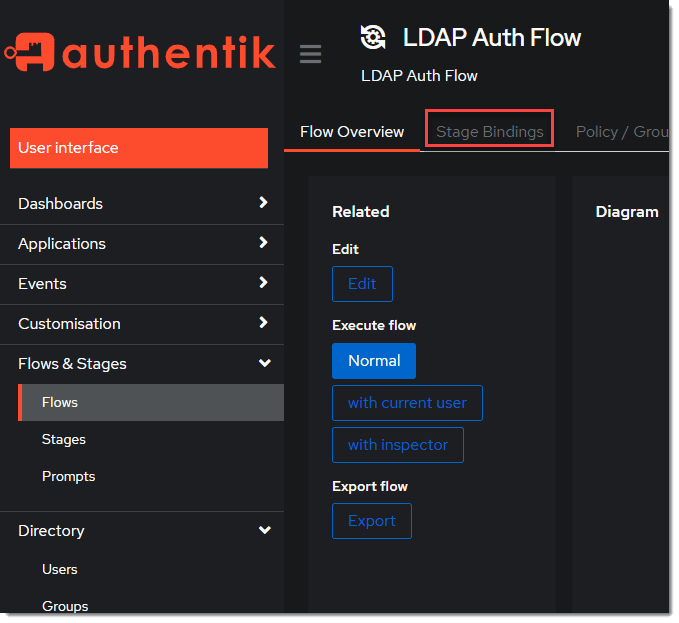 authentik
LDAP Auth Flow
LDAP Auth Flow
User interface
Flow Overview
Stage Bindings
Policy / Grou
Dashboards
Applications
Events
Customisation
Flows & Stages
Flows
Stages
Prompts
Directory
Users
Groups
Related
Edit
Edit
Execute flow
Normal
with current user
with inspector
Export flow
Export
Diagram